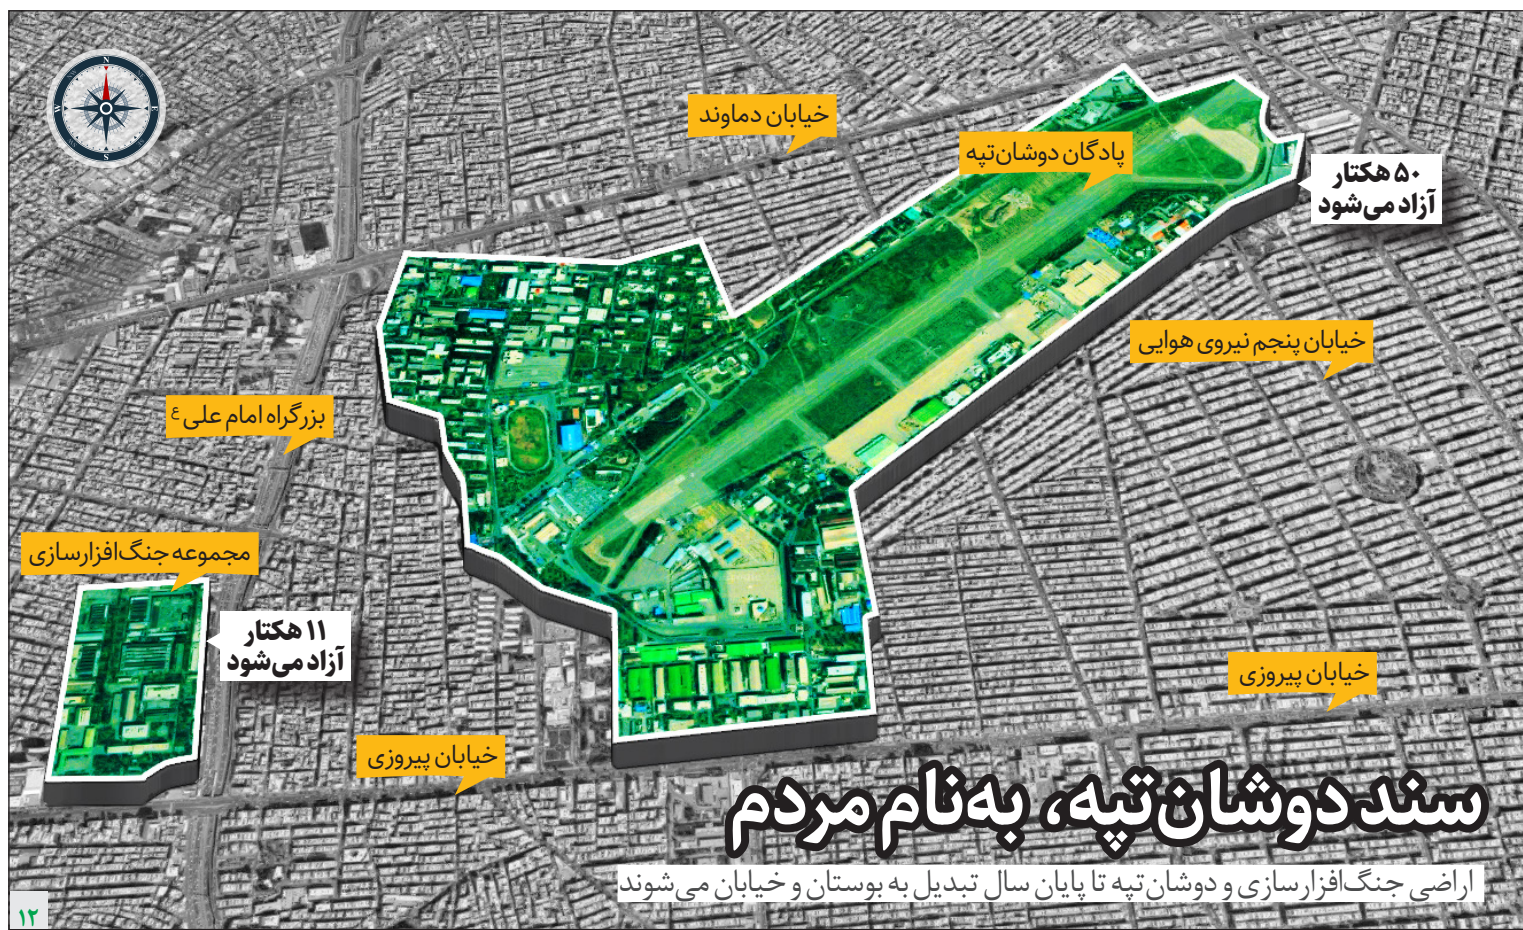 N
W
E
S
خیابان دماوند
پادگان دوشان‌تپه
۵۰ هکتار
آزاد می‌شود
خیابان پنجم نیروی هوایی
بزرگراه امام علی ع
مجموعه جنگ‌افزارسازی
۱۱ هکتار
آزاد می‌شود
خیابان پیروزی
خیابان پیروزی
سند دوشان‌تپه، به‌نام مردم
اراضی جنگ‌افزارسازی و دوشان‌تپه تا پایان سال تبدیل به بوستان و خیابان می‌شوند
۱۲